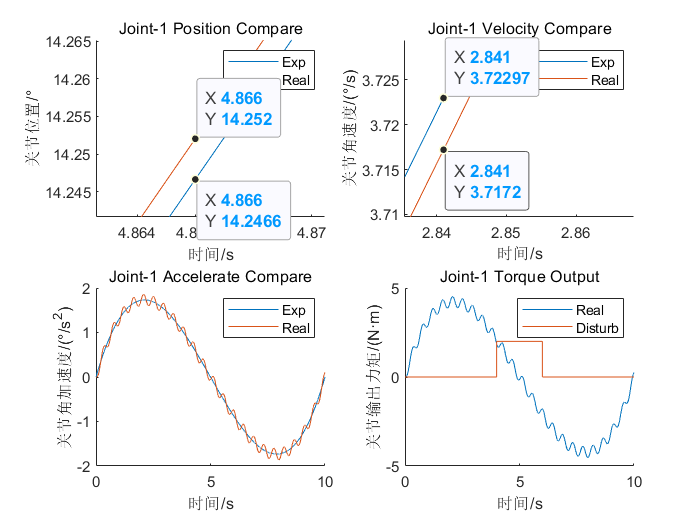 Joint-1 Position Compare
14.265
14.26
14.255
14.25
14.245
关节位置/°
Exp
Real
X 4.866
Y 14.252
X 4.866
Y 14.2466
4.864
4.87
时间/s
Joint-1 Velocity Compare
3.725
3.72
3.715
3.71
关节角速度/(°/s)
Exp
Real
X 2.841
Y 3.72297
X 2.841
Y 3.7172
2.84
2.85
2.86
时间/s
Joint-1 Accelerate Compare
2
1
0
-1
-2
关节角加速度/(°/s²)
Exp
Real
0
5
10
时间/s
Joint-1 Torque Output
5
0
-5
关节输出力矩/(N·m)
Real
Disturb
0
5
10
时间/s